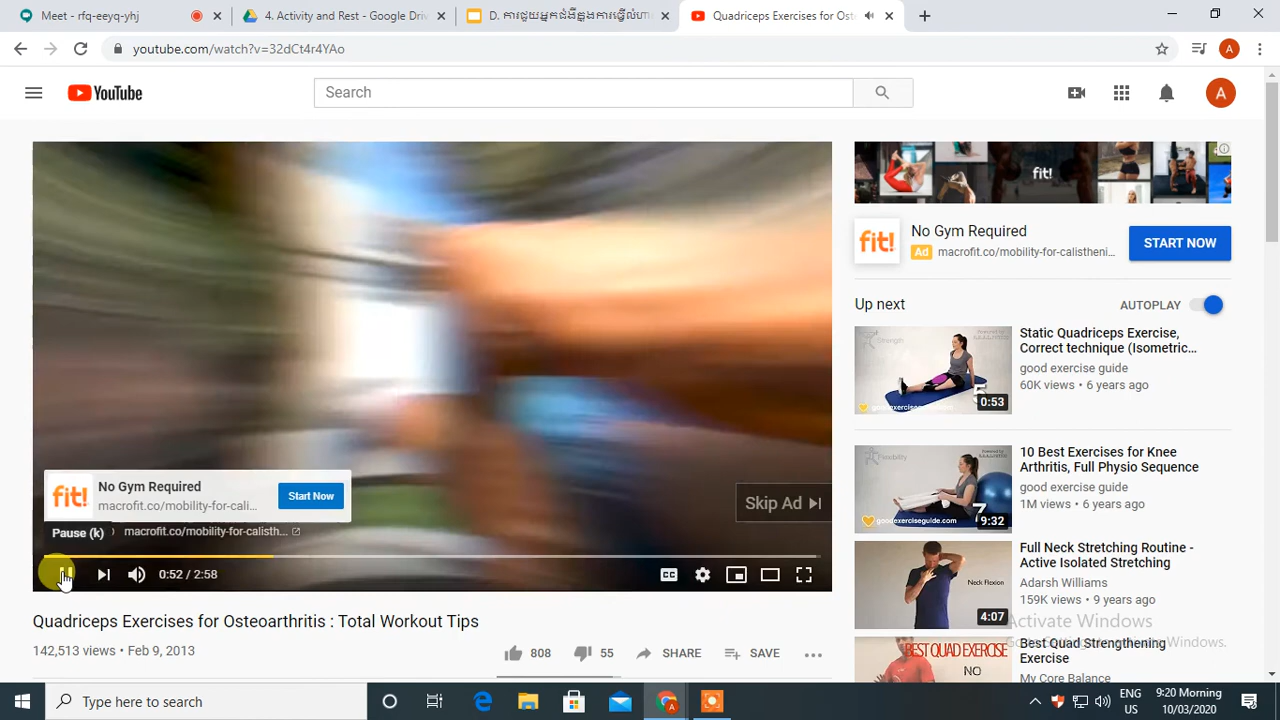 Meet - rfq-eeyq-yhj
4. Activity and Rest - Google Driv
Quadriceps Exercises for Ost
youtube.com/watch?v=32dCt4r4YAo
A
YouTube
Search
A
fit!
fit!
No Gym Required
Ad macrofit.co/mobility-for-calistheni...
START NOW
Up next
AUTOPLAY
Static Quadriceps Exercise, Correct technique (Isometric...
good exercise guide
60K views • 6 years ago
0:53
10 Best Exercises for Knee
Arthritis, Full Physio Sequence
good exercise guide
1M views • 6 years ago
9:32
Full Neck Stretching Routine -
Active Isolated Stretching
Adarsh Williams
159K views • 9 years ago
Neck Flexion
4:07
BEST QUAD EXERCISE
NO
Best Quad Strengthening
Exercise
My Core Balance
fit!
No Gym Required
macrofit.co/mobility-for-cali...
Start Now
Skip Ad
Pause (k)
macrofit.co/mobility-for-calisth...
0:52 / 2:58
Quadriceps Exercises for Osteoarthritis : Total Workout Tips
142,513 views • Feb 9, 2013
808
55
SHARE
SAVE
Activate Windows
Type here to search
ENG
US
9:20 Morning
10/03/2020